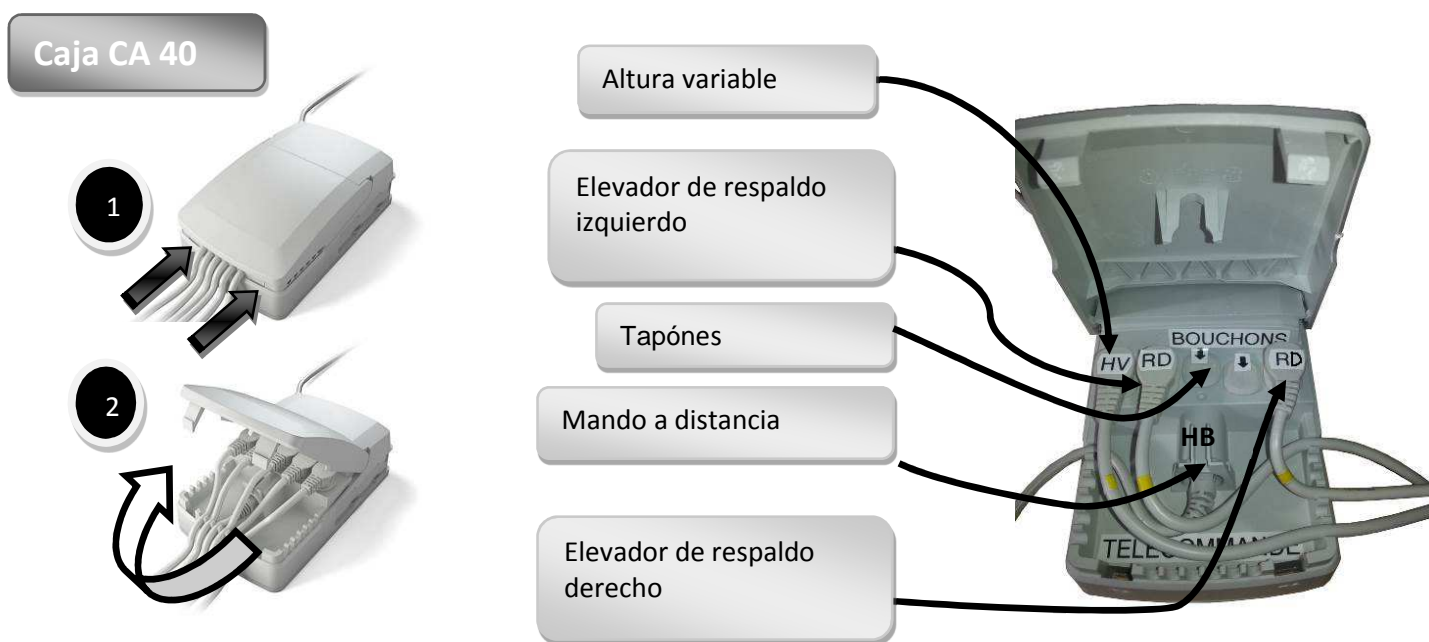 Caja CA 40
1
2
Altura variable
Elevador de respaldo
izquierdo
Tapónes
Mando a distancia
Elevador de respaldo
derecho
BOUCHONS
HV
RD
RD
HB
TELECOMMANDE